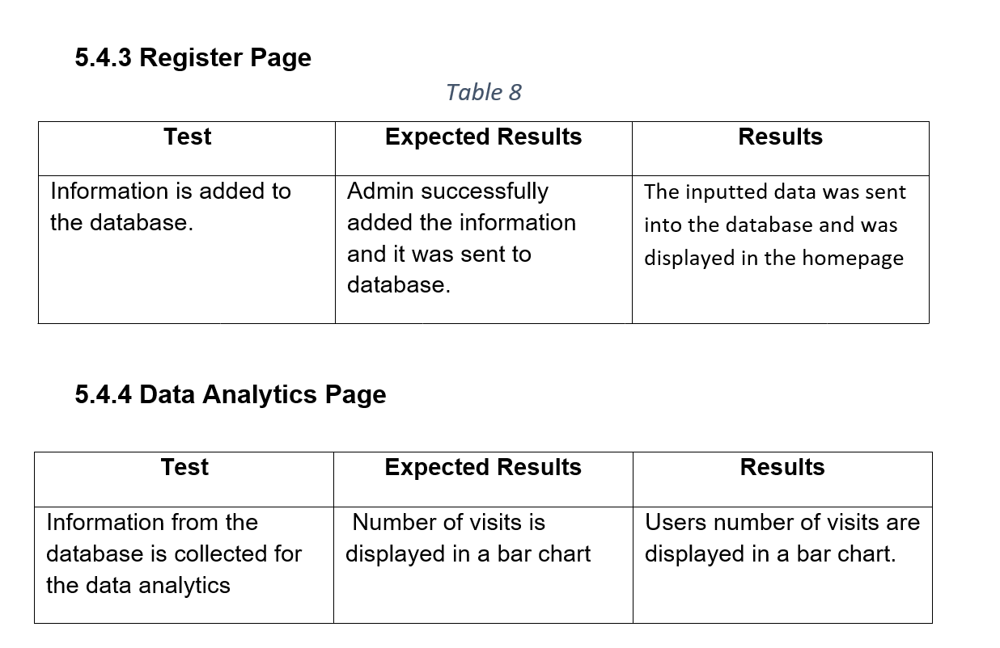 5.4.3 Register Page
Table 8
Test
Expected Results
Results
Information is added to
the database.
Admin successfully
added the information
and it was sent to
database.
The inputted data was sent
into the database and was
displayed in the homepage
5.4.4 Data Analytics Page
Test
Expected Results
Results
Information from the
database is collected for
the data analytics
Number of visits is
displayed in a bar chart
Users number of visits are
displayed in a bar chart.